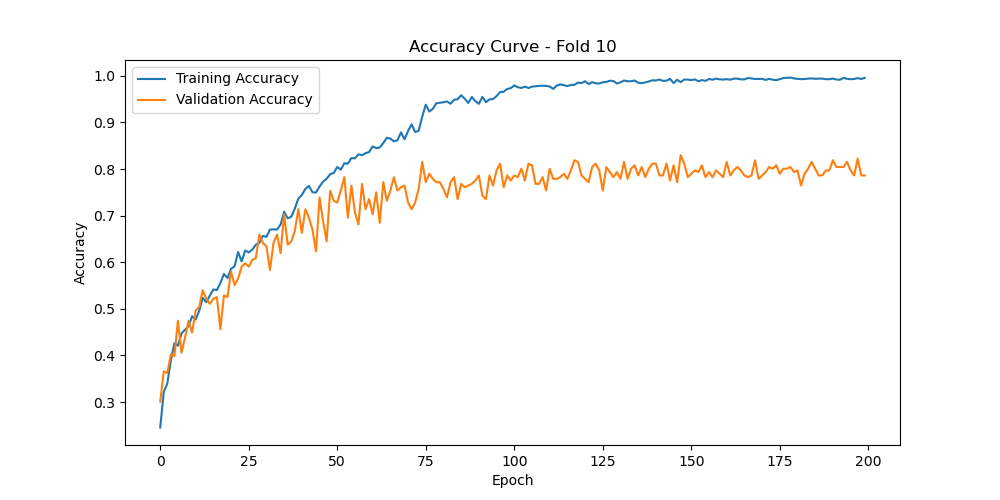 Accuracy Curve - Fold 10
Training Accuracy
Validation Accuracy
Accuracy
1.0
0.9
0.8
0.7
0.6
0.5
0.4
0.3
0 25 50 75 100 125 150 175 200
Epoch